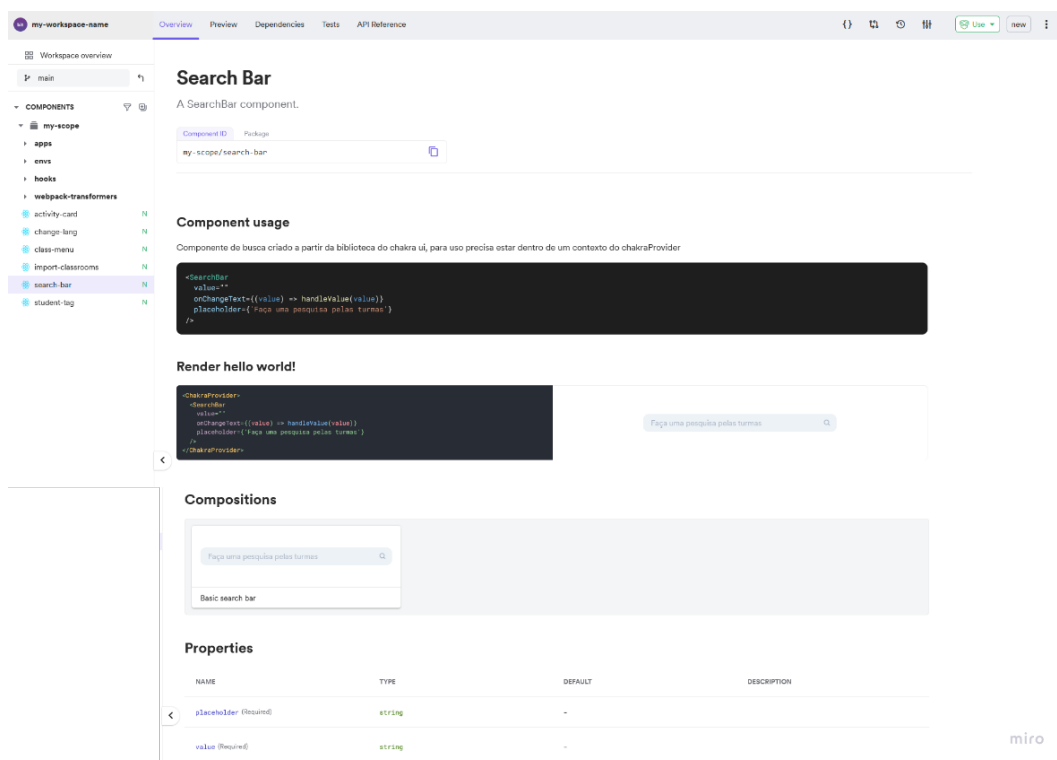 my-workspace-name
Overview Preview Dependencies Tests API Reference
Use
new
Workspace overview
main
COMPONENTS
my-scope
apps
envs
hooks
webpack-transformers
activity-card N
change-lang N
class-menu N
import-classrooms N
search-bar N
student-tag N
Search Bar
A SearchBar component.
Component ID Package
my-scope/search-bar
Component usage
Componente de busca criado a partir da biblioteca do chakra ui, para uso precisa estar dentro de um contexto do chakraProvider
<SearchBar
value=""
onChangeText={(value) => handleValue(value)}
placeholder={'Faça uma pesquisa pelas turmas'}
/>
Render hello world!
<ChakraProvider>
<SearchBar
value=""
onChangeText={(value) => handleValue(value)}
placeholder={'Faça uma pesquisa pelas turmas'}
/>
</ChakraProvider>
Faça uma pesquisa pelas turmas
Compositions
Faça uma pesquisa pelas turmas
Basic search bar
Properties
NAME TYPE DEFAULT DESCRIPTION
placeholder (Required) string -
value (Required) string -
miro